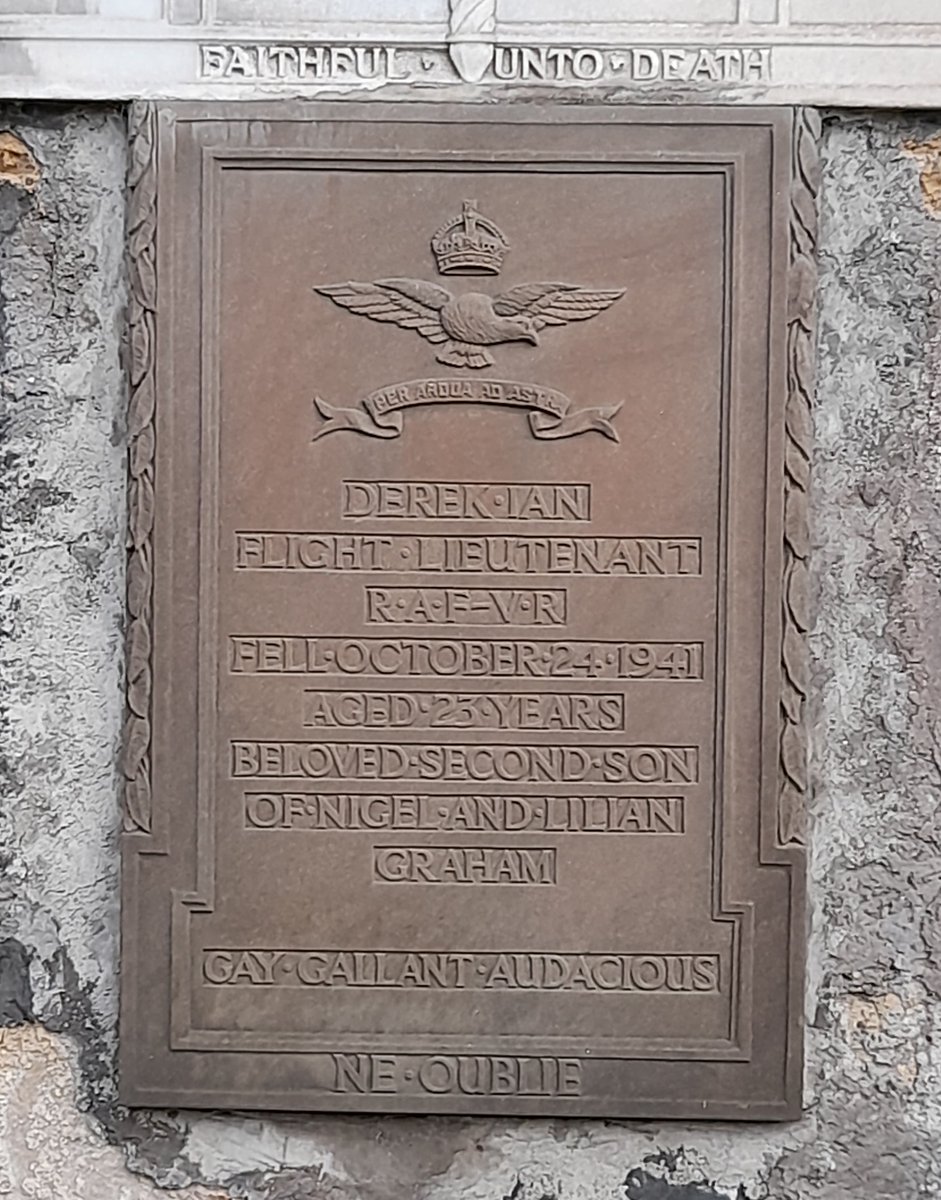 FAITHFUL · UNTO · DEATH
PER ARDUA AD ASTRA
DEREK·IAN
FLIGHT·LIEUTENANT
R·A·F–V·R
FELL·OCTOBER·24·1941
AGED·23·YEARS
BELOVED·SECOND·SON
OF·NIGEL·AND·LILIAN
GRAHAM
GAY·GALLANT·AUDACIOUS
NE·OUBLIE